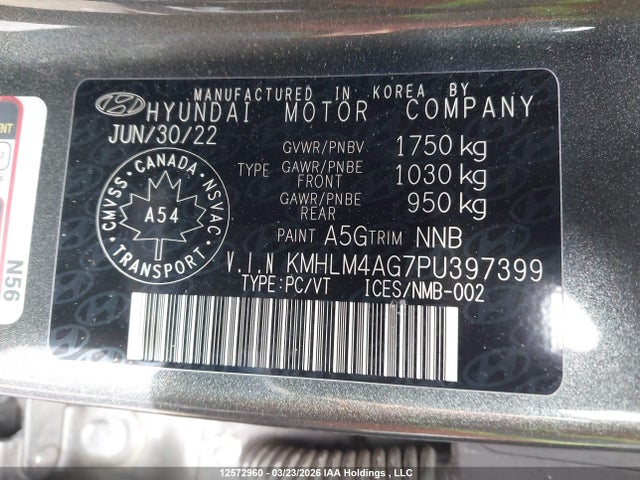 MANUFACTURED IN KOREA BY
HYUNDAI MOTOR COMPANY
JUN/30/22
GVWR/PNBV 1750 kg
TYPE GAWR/PNBE FRONT 1030 kg
GAWR/PNBE REAR 950 kg
CMVSS · CANADA · NSVAC
A54
TRANSPORT
PAINT A5G TRIM NNB
V.I.N KMHLM4AG7PU397399
TYPE:PC/VT ICES/NMB-002
N56
12572960 - 03/23/2026 IAA Holdings , LLC